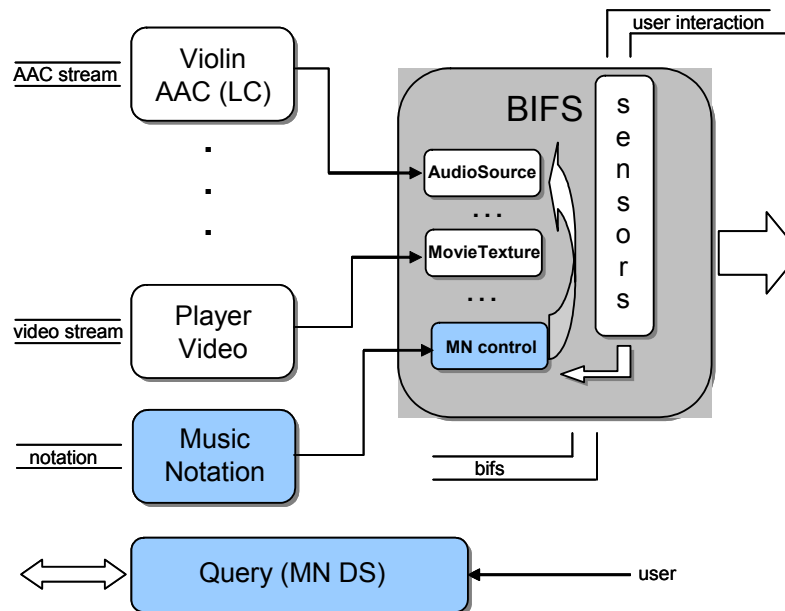 user interaction
AAC stream
Violin
AAC (LC)
BIFS
sensors
AudioSource
...
MovieTexture
...
video stream
Player
Video
MN control
notation
Music
Notation
bifs
Query (MN DS)
user